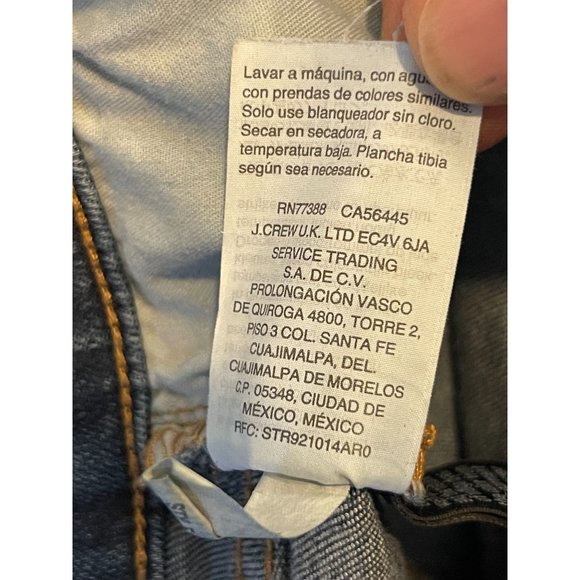 Lavar a máquina, con
con prendas de colores similares.
Solo use blanqueador sin cloro.
Secar en secadora, a
temperatura baja. Plancha tibia
según sea necesario.
RN77388 CA56445
J.CREW U.K. LTD EC4V 6JA
SERVICE TRADING
S.A. DE C.V.
PROLONGACIÓN VASCO
DE QUIROGA 4800, TORRE 2,
PISO 3 COL. SANTA FE
CUAJIMALPA, DEL.
CUAJIMALPA DE MORELOS
C.P. 05348, CIUDAD DE
MÉXICO, MÉXICO
RFC: STR921014AR0